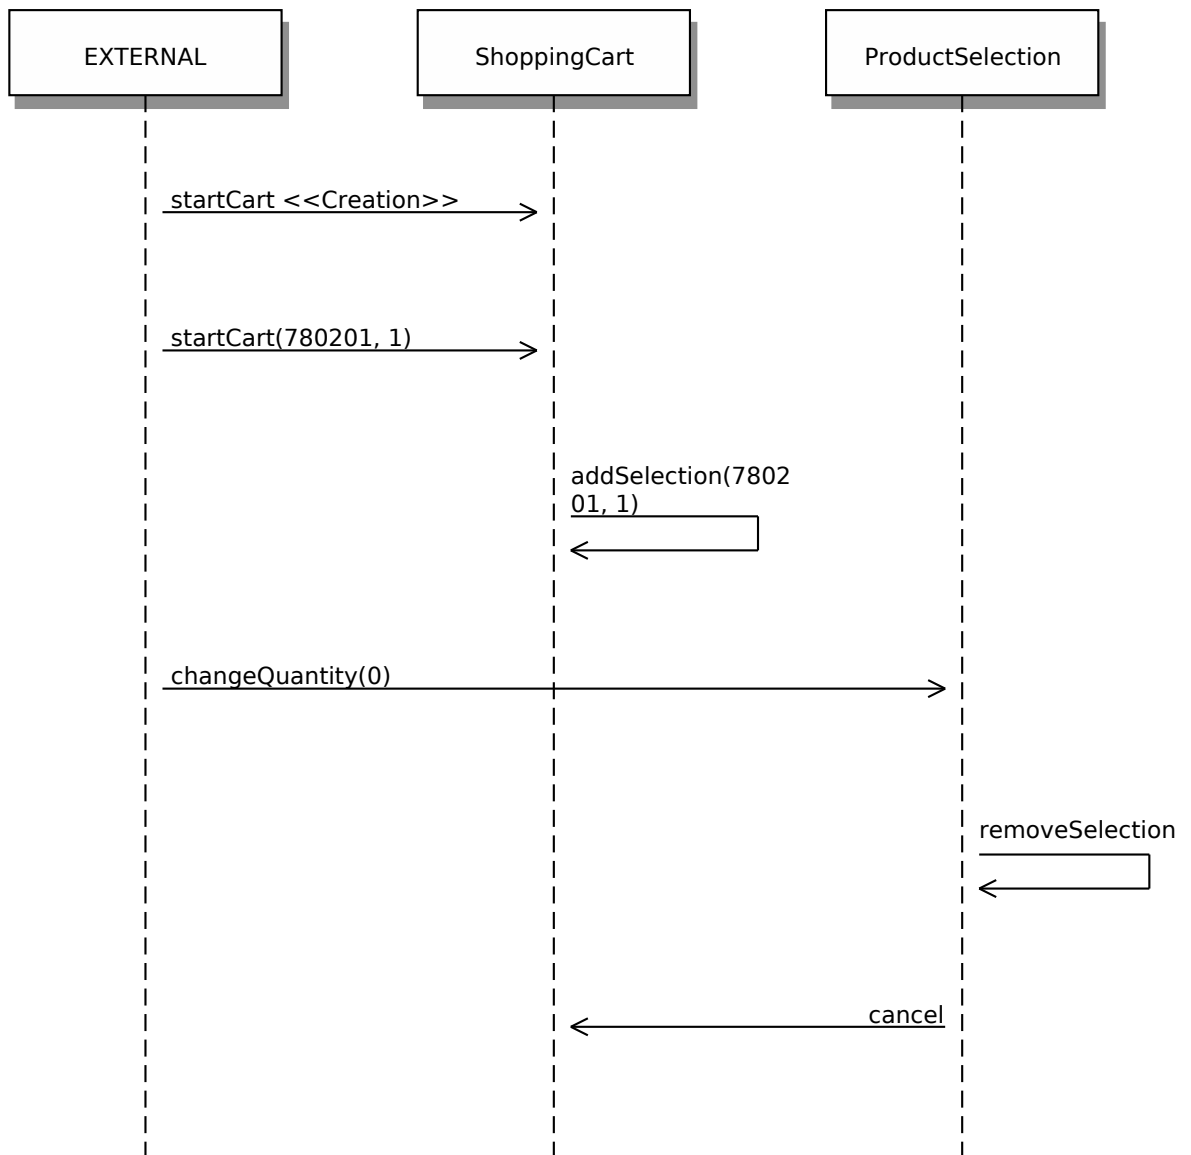 EXTERNAL
ShoppingCart
ProductSelection
startCart <<Creation>>
startCart(780201, 1)
addSelection(7802
01, 1)
changeQuantity(0)
removeSelection
cancel